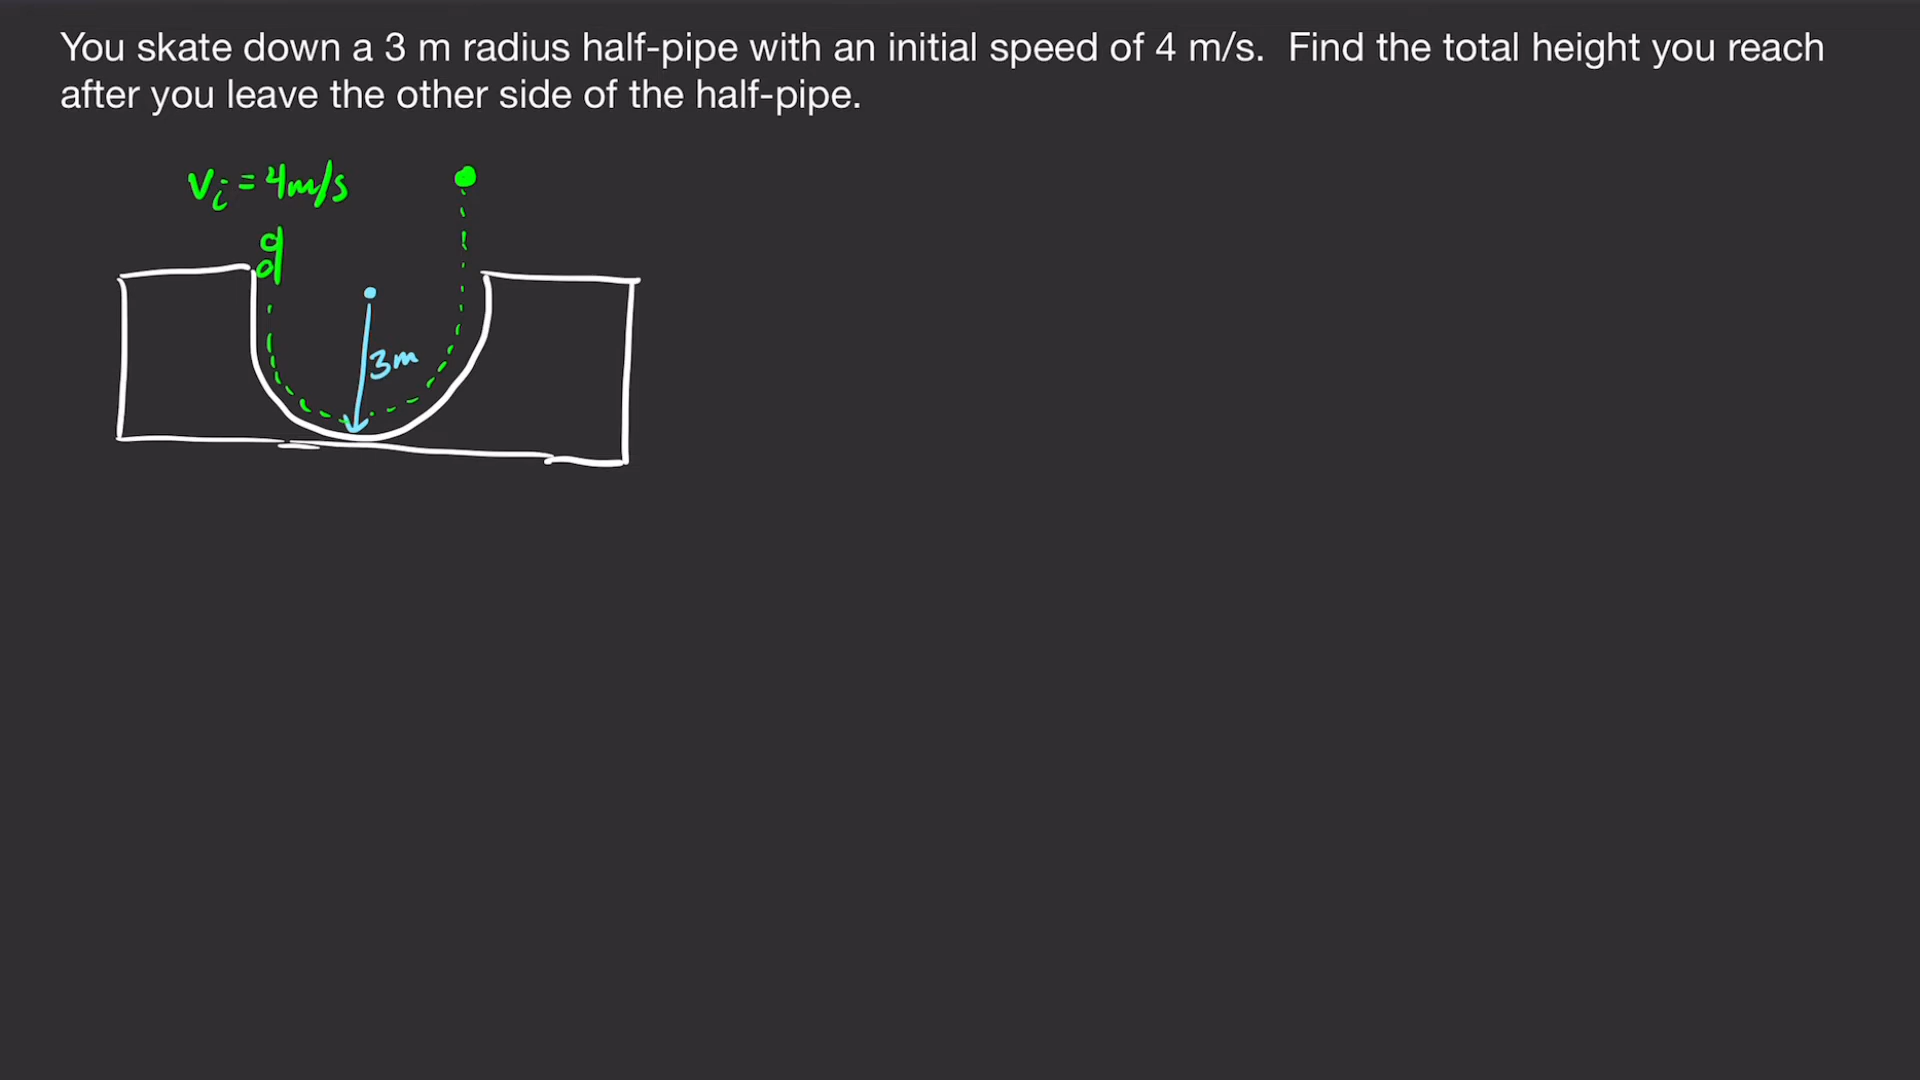 You skate down a 3 m radius half-pipe with an initial speed of 4 m/s.  Find the total height you reach
after you leave the other side of the half-pipe.
vi = 4m/s
3m